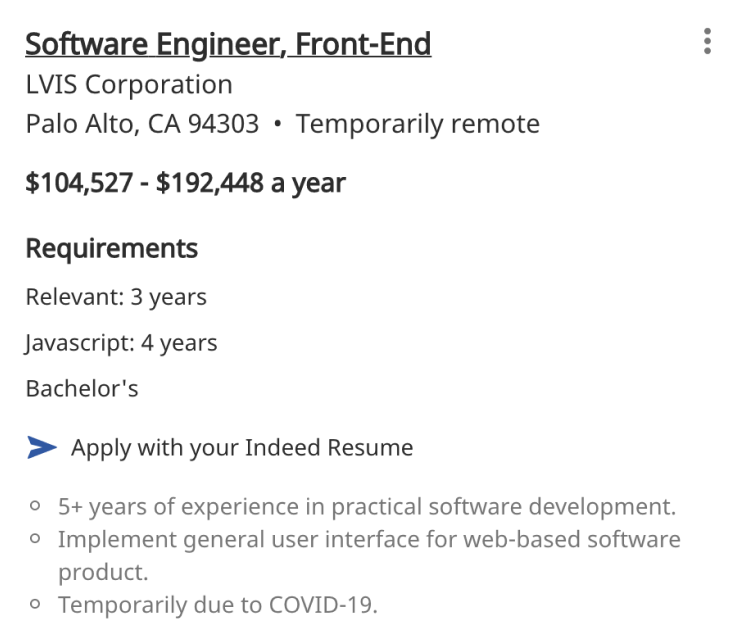 Software Engineer, Front-End
LVIS Corporation
Palo Alto, CA 94303 • Temporarily remote
$104,527 - $192,448 a year
Requirements
Relevant: 3 years
Javascript: 4 years
Bachelor's
Apply with your Indeed Resume
5+ years of experience in practical software development.
Implement general user interface for web-based software
product.
Temporarily due to COVID-19.